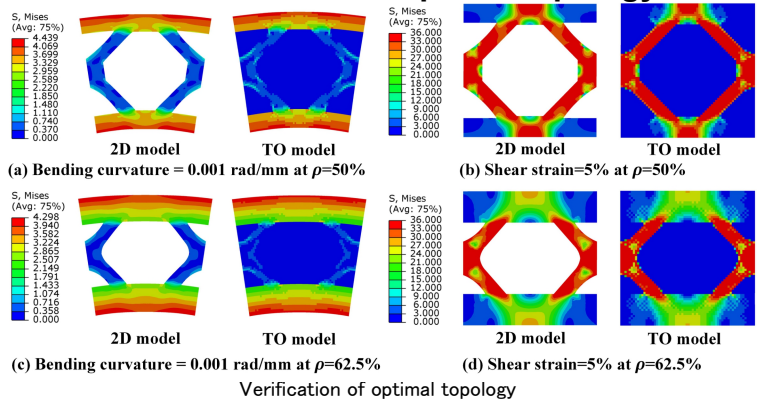 S, Mises
(Avg: 75%)
4.439
4.069
3.699
3.329
2.959
2.589
2.220
1.850
1.480
1.110
0.740
0.370
0.000
2D model
TO model
(a) Bending curvature = 0.001 rad/mm at ρ=50%
S, Mises
(Avg: 75%)
36.000
33.000
30.000
27.000
24.000
21.000
18.000
15.000
12.000
9.000
6.000
3.000
0.000
2D model
TO model
(b) Shear strain=5% at ρ=50%
S, Mises
(Avg: 75%)
4.298
3.940
3.582
3.224
2.865
2.507
2.149
1.791
1.433
1.074
0.716
0.358
0.000
2D model
TO model
(c) Bending curvature = 0.001 rad/mm at ρ=62.5%
S, Mises
(Avg: 75%)
36.000
33.000
30.000
27.000
24.000
21.000
18.000
15.000
12.000
9.000
6.000
3.000
0.000
2D model
TO model
(d) Shear strain=5% at ρ=62.5%
Verification of optimal topology